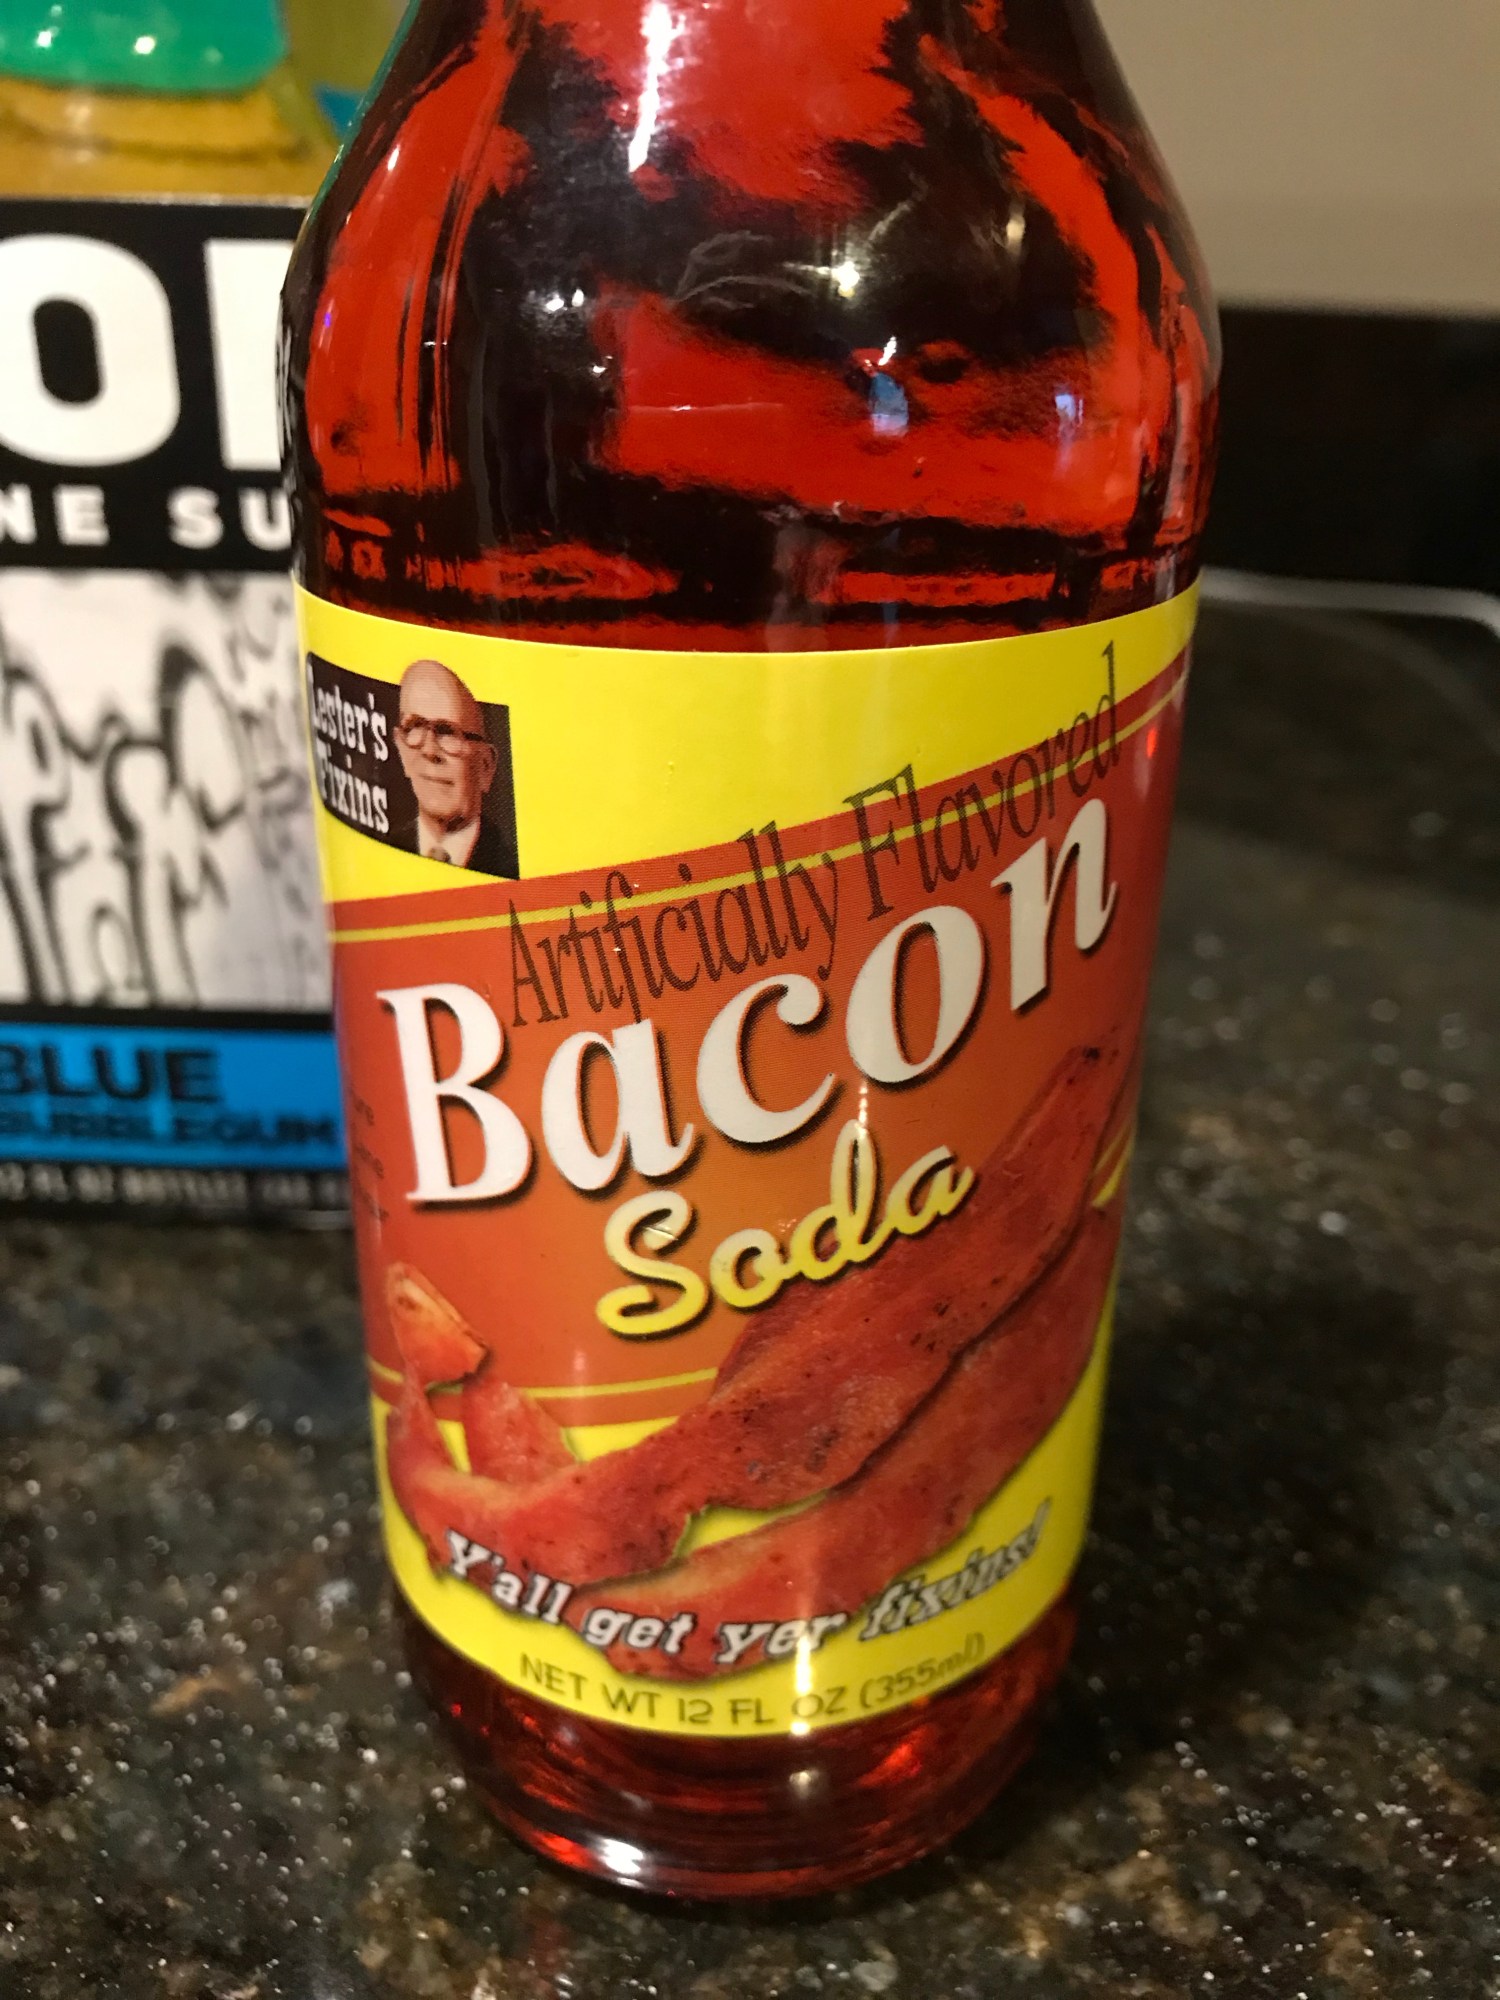 Lester's
Fixins
Artificially Flavored
Bacon
Soda
Y'all get yer fixins!
NET WT 12 FL OZ (355ml)
NE SU
BLUE
BUBBLEGUM